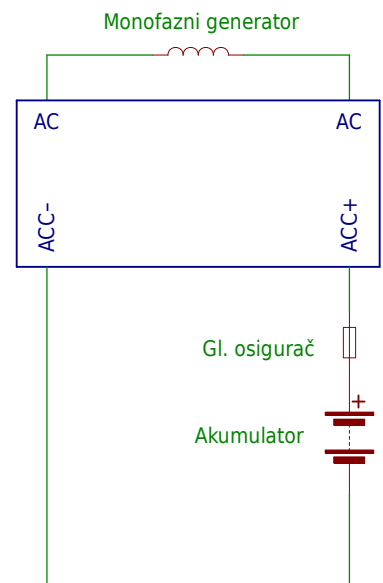 Monofazni generator
AC
AC
ACC-
ACC+
Gl. osigurač
+
Akumulator